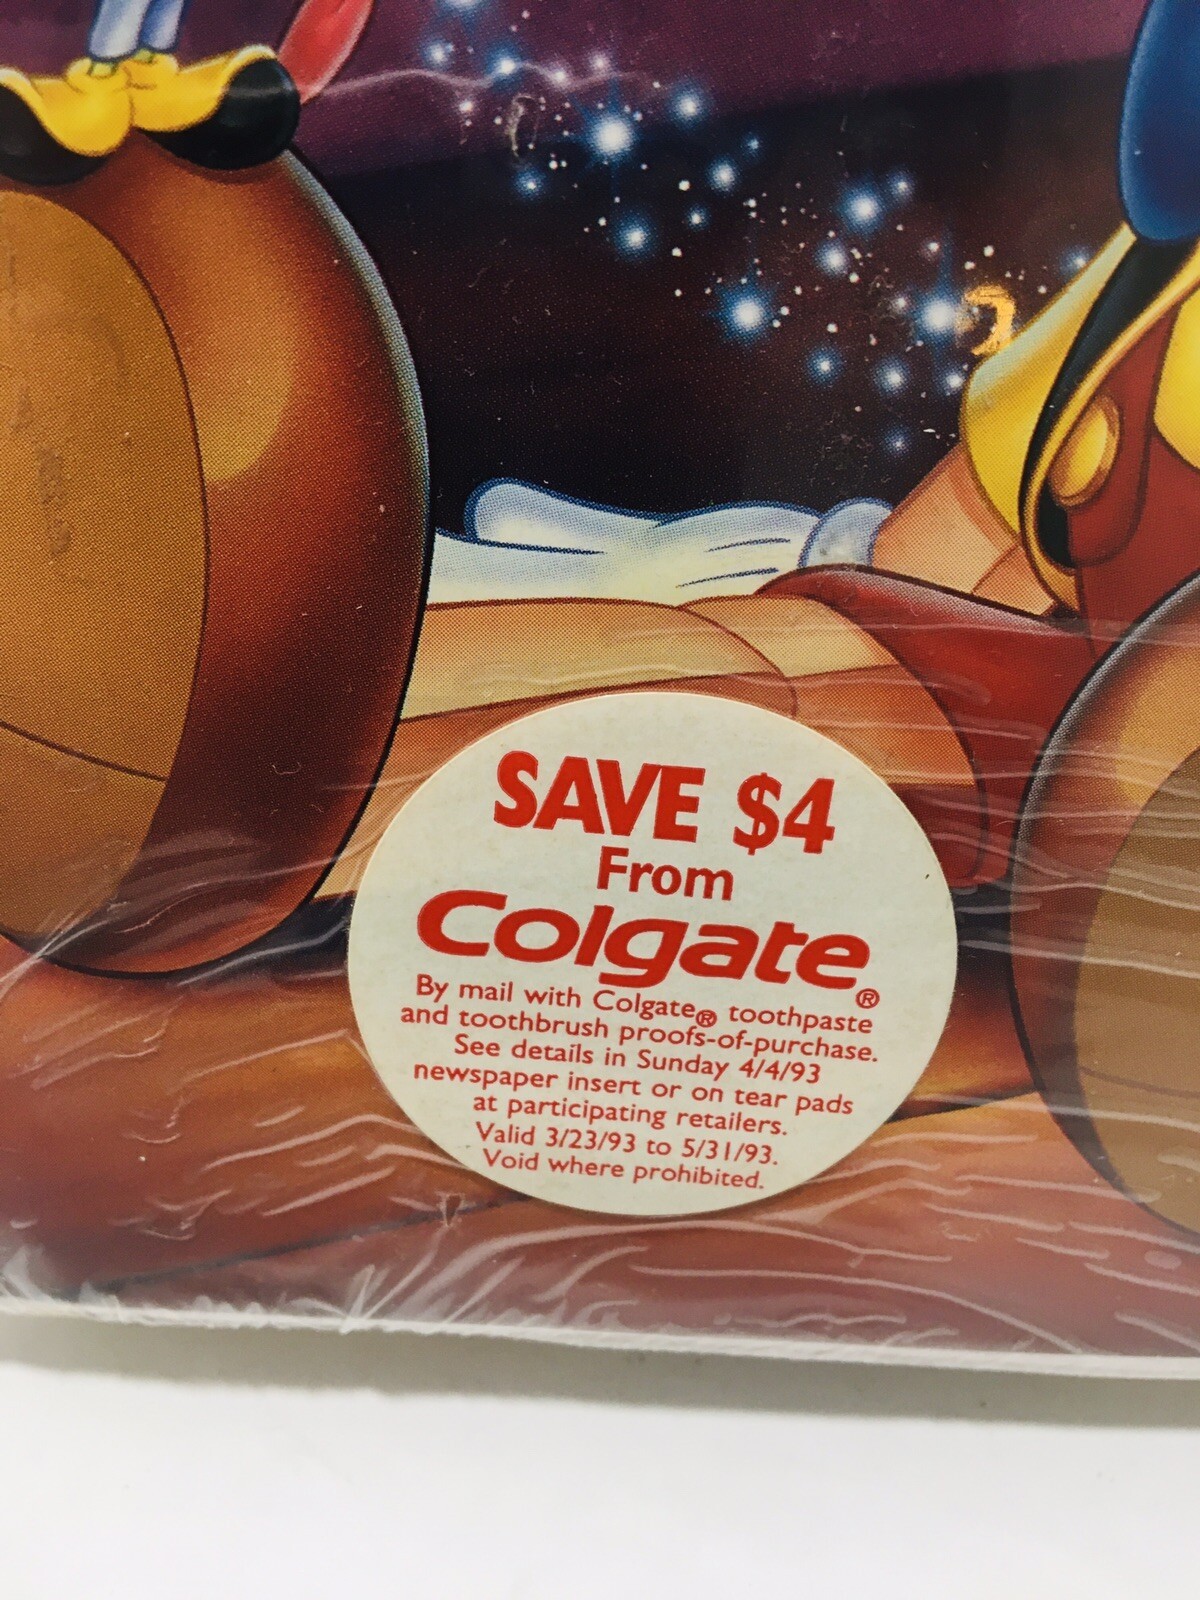 SAVE $4
From
Colgate®
By mail with Colgate® toothpaste
and toothbrush proofs-of-purchase.
See details in Sunday 4/4/93
newspaper insert or on tear pads
at participating retailers.
Valid 3/23/93 to 5/31/93.
Void where prohibited.